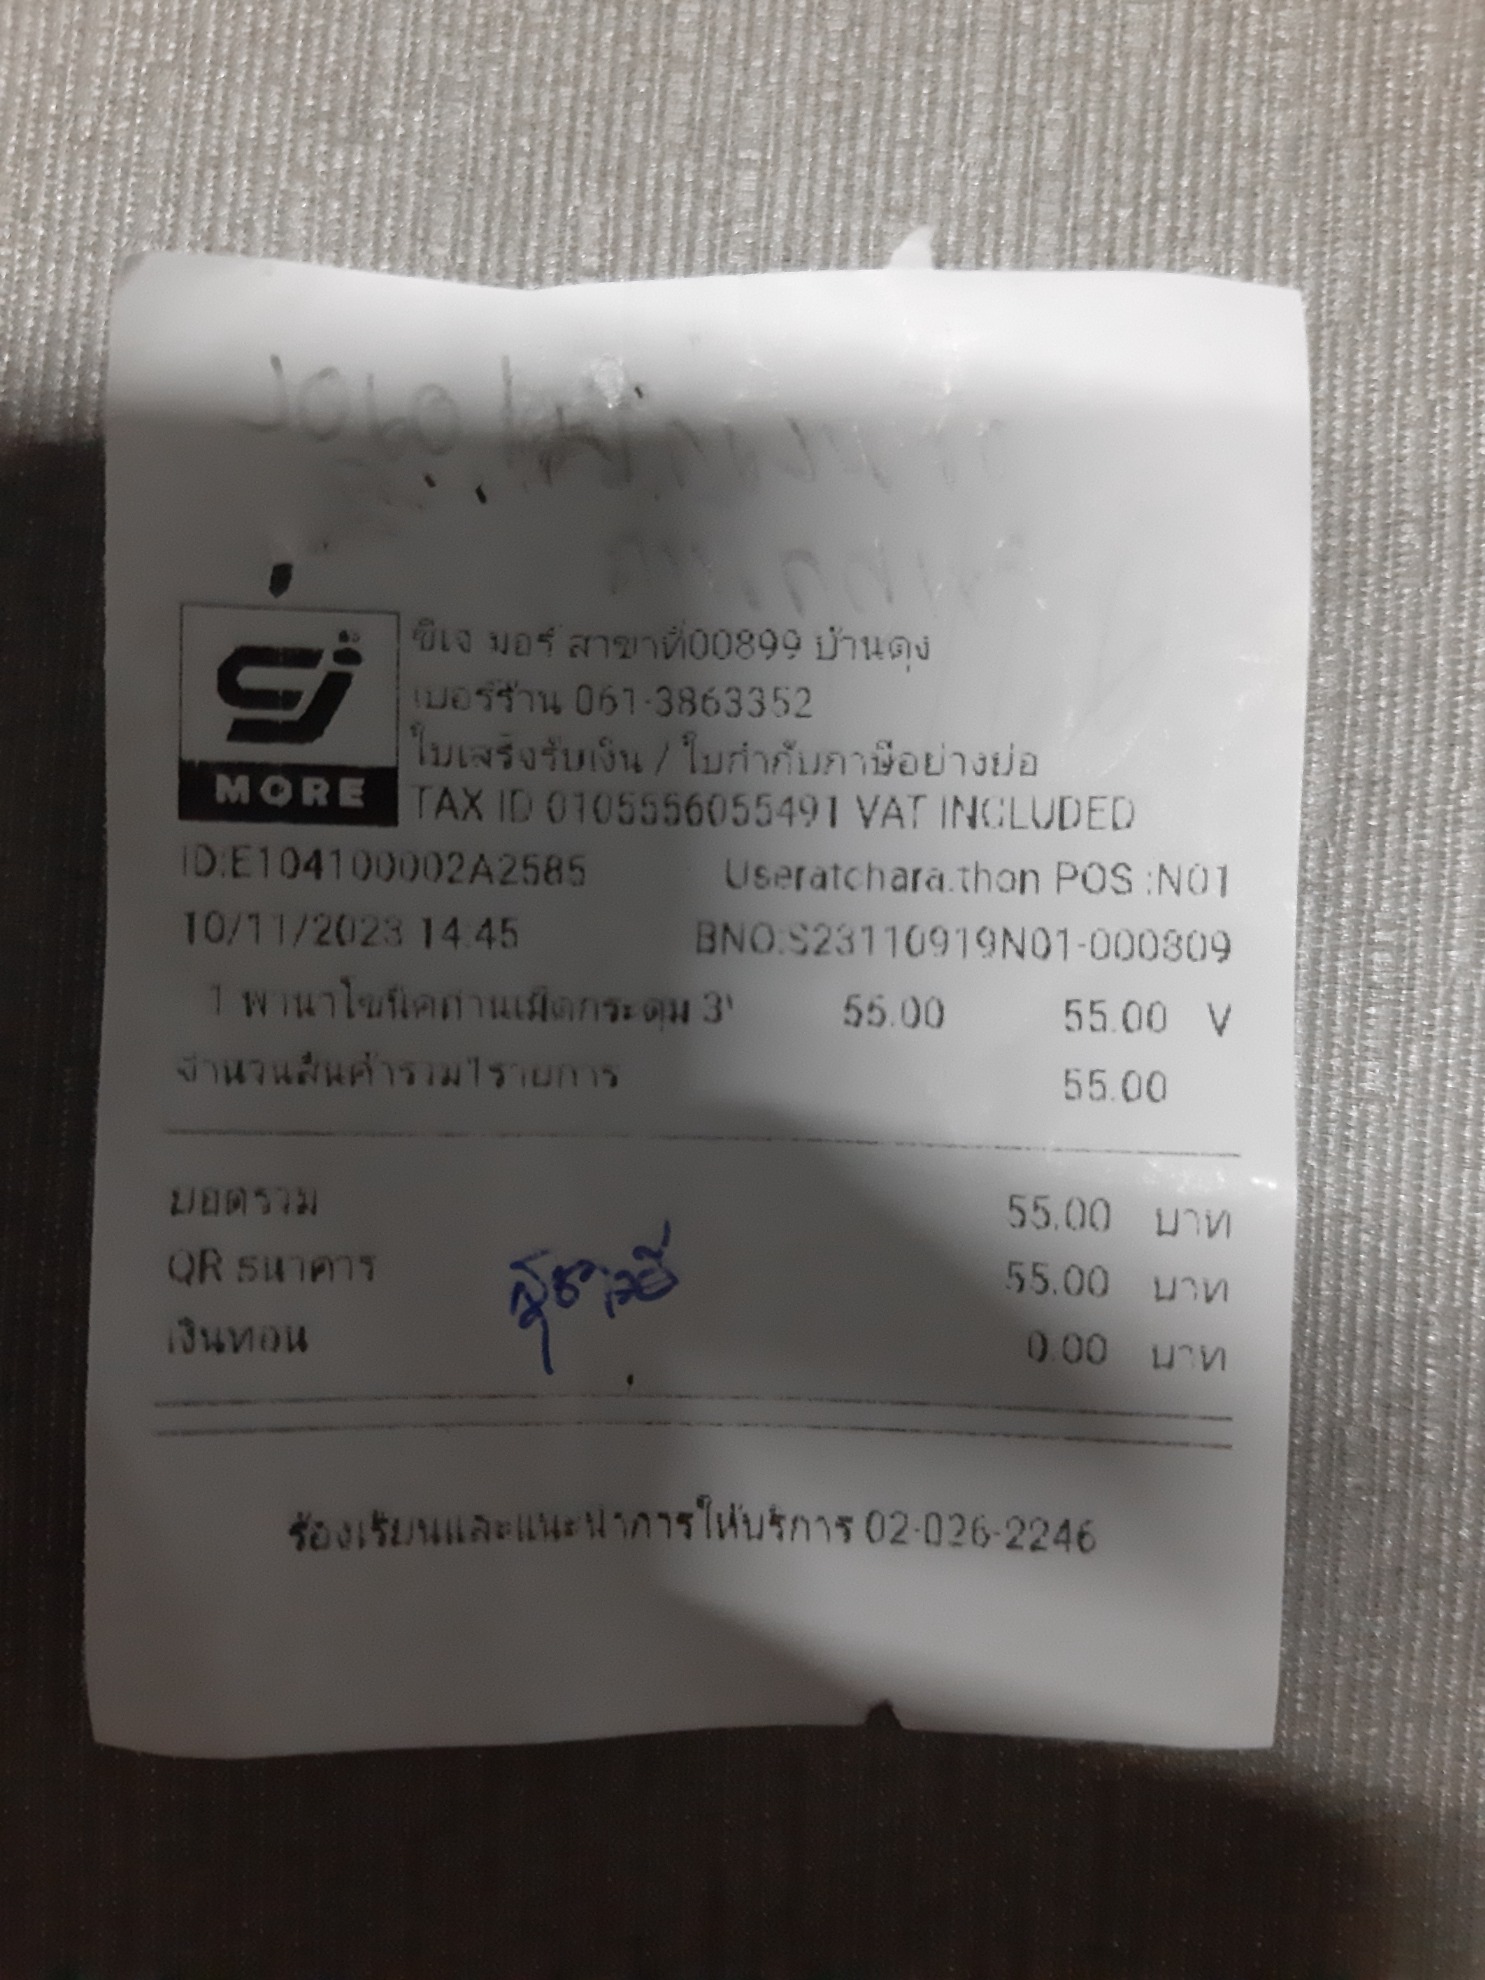 CJ
MORE
ซีเจ มอร์ สาขาที่00899 บ้านดุง
เบอร์ร้าน 061-3863352
ใบเสร็จรับเงิน / ใบกำกับภาษีอย่างย่อ
TAX ID 0105556055491 VAT INCLUDED
ID:E104100002A2585 Useratchara.thon POS :N01
10/11/2023 14:45 BNO:S23110919N01-000809
1 พานาโซนิคถ่านเม็ดกระดุม 3' 55.00 55.00 V
จำนวนสินค้ารวม1รายการ 55.00
ยอดรวม 55.00 บาท
QR ธนาคาร 55.00 บาท
เงินทอน 0.00 บาท
ร้องเรียนและแนะนำการให้บริการ 02-026-2246